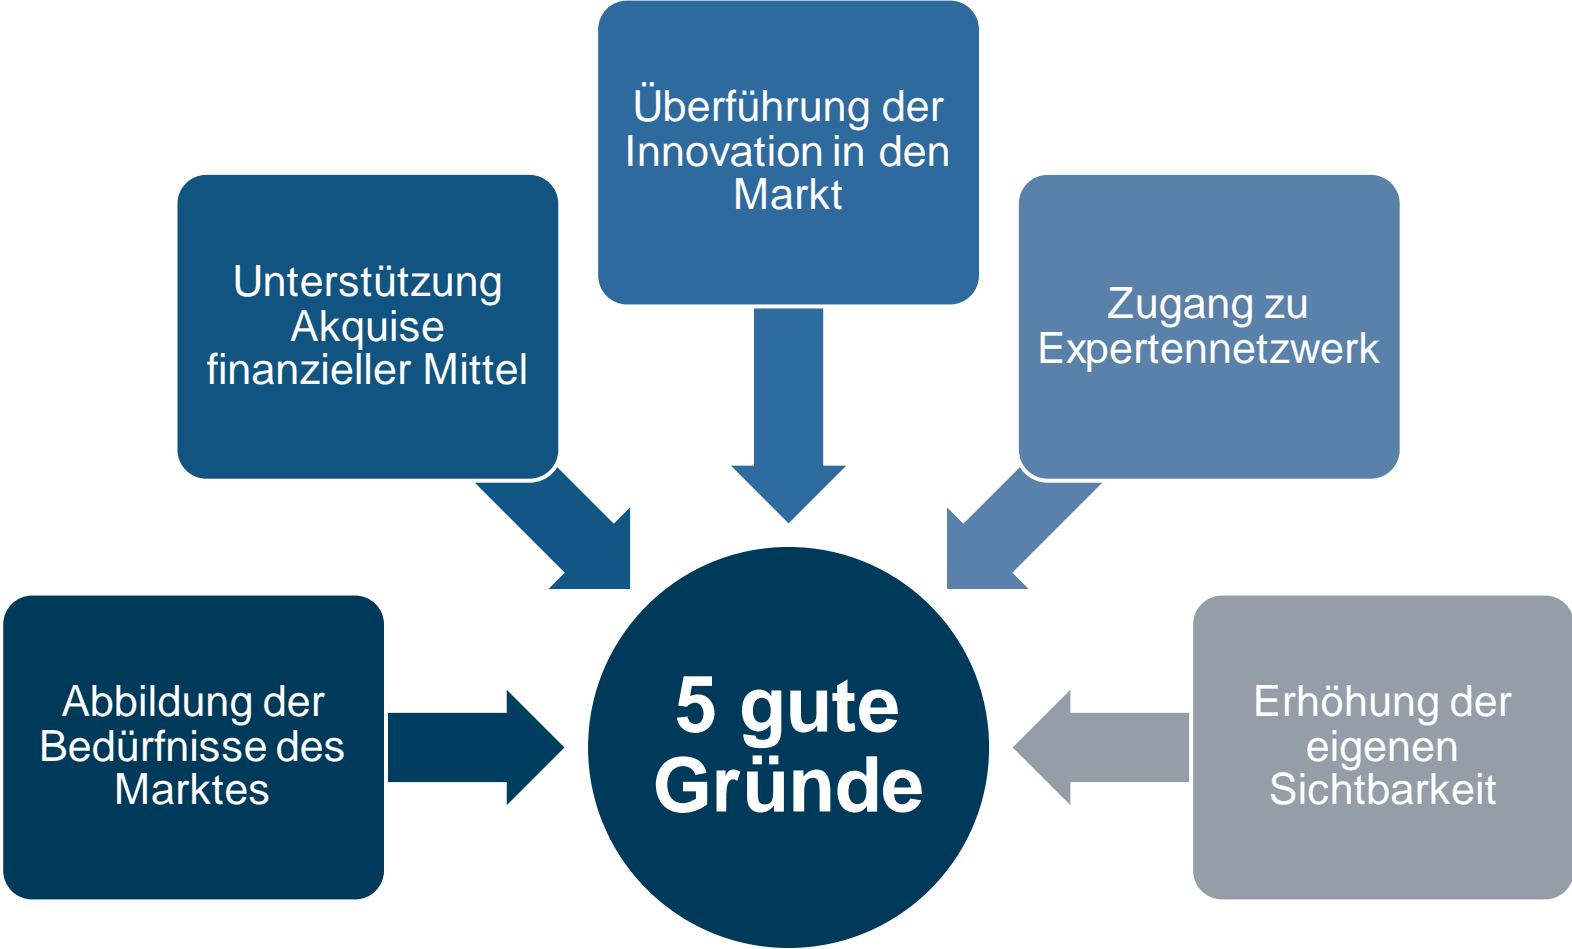 Überführung der
Innovation in den
Markt
Unterstützung
Akquise
finanzieller Mittel
Zugang zu
Expertennetzwerk
Abbildung der
Bedürfnisse des
Marktes
5 gute
Gründe
Erhöhung der
eigenen
Sichtbarkeit